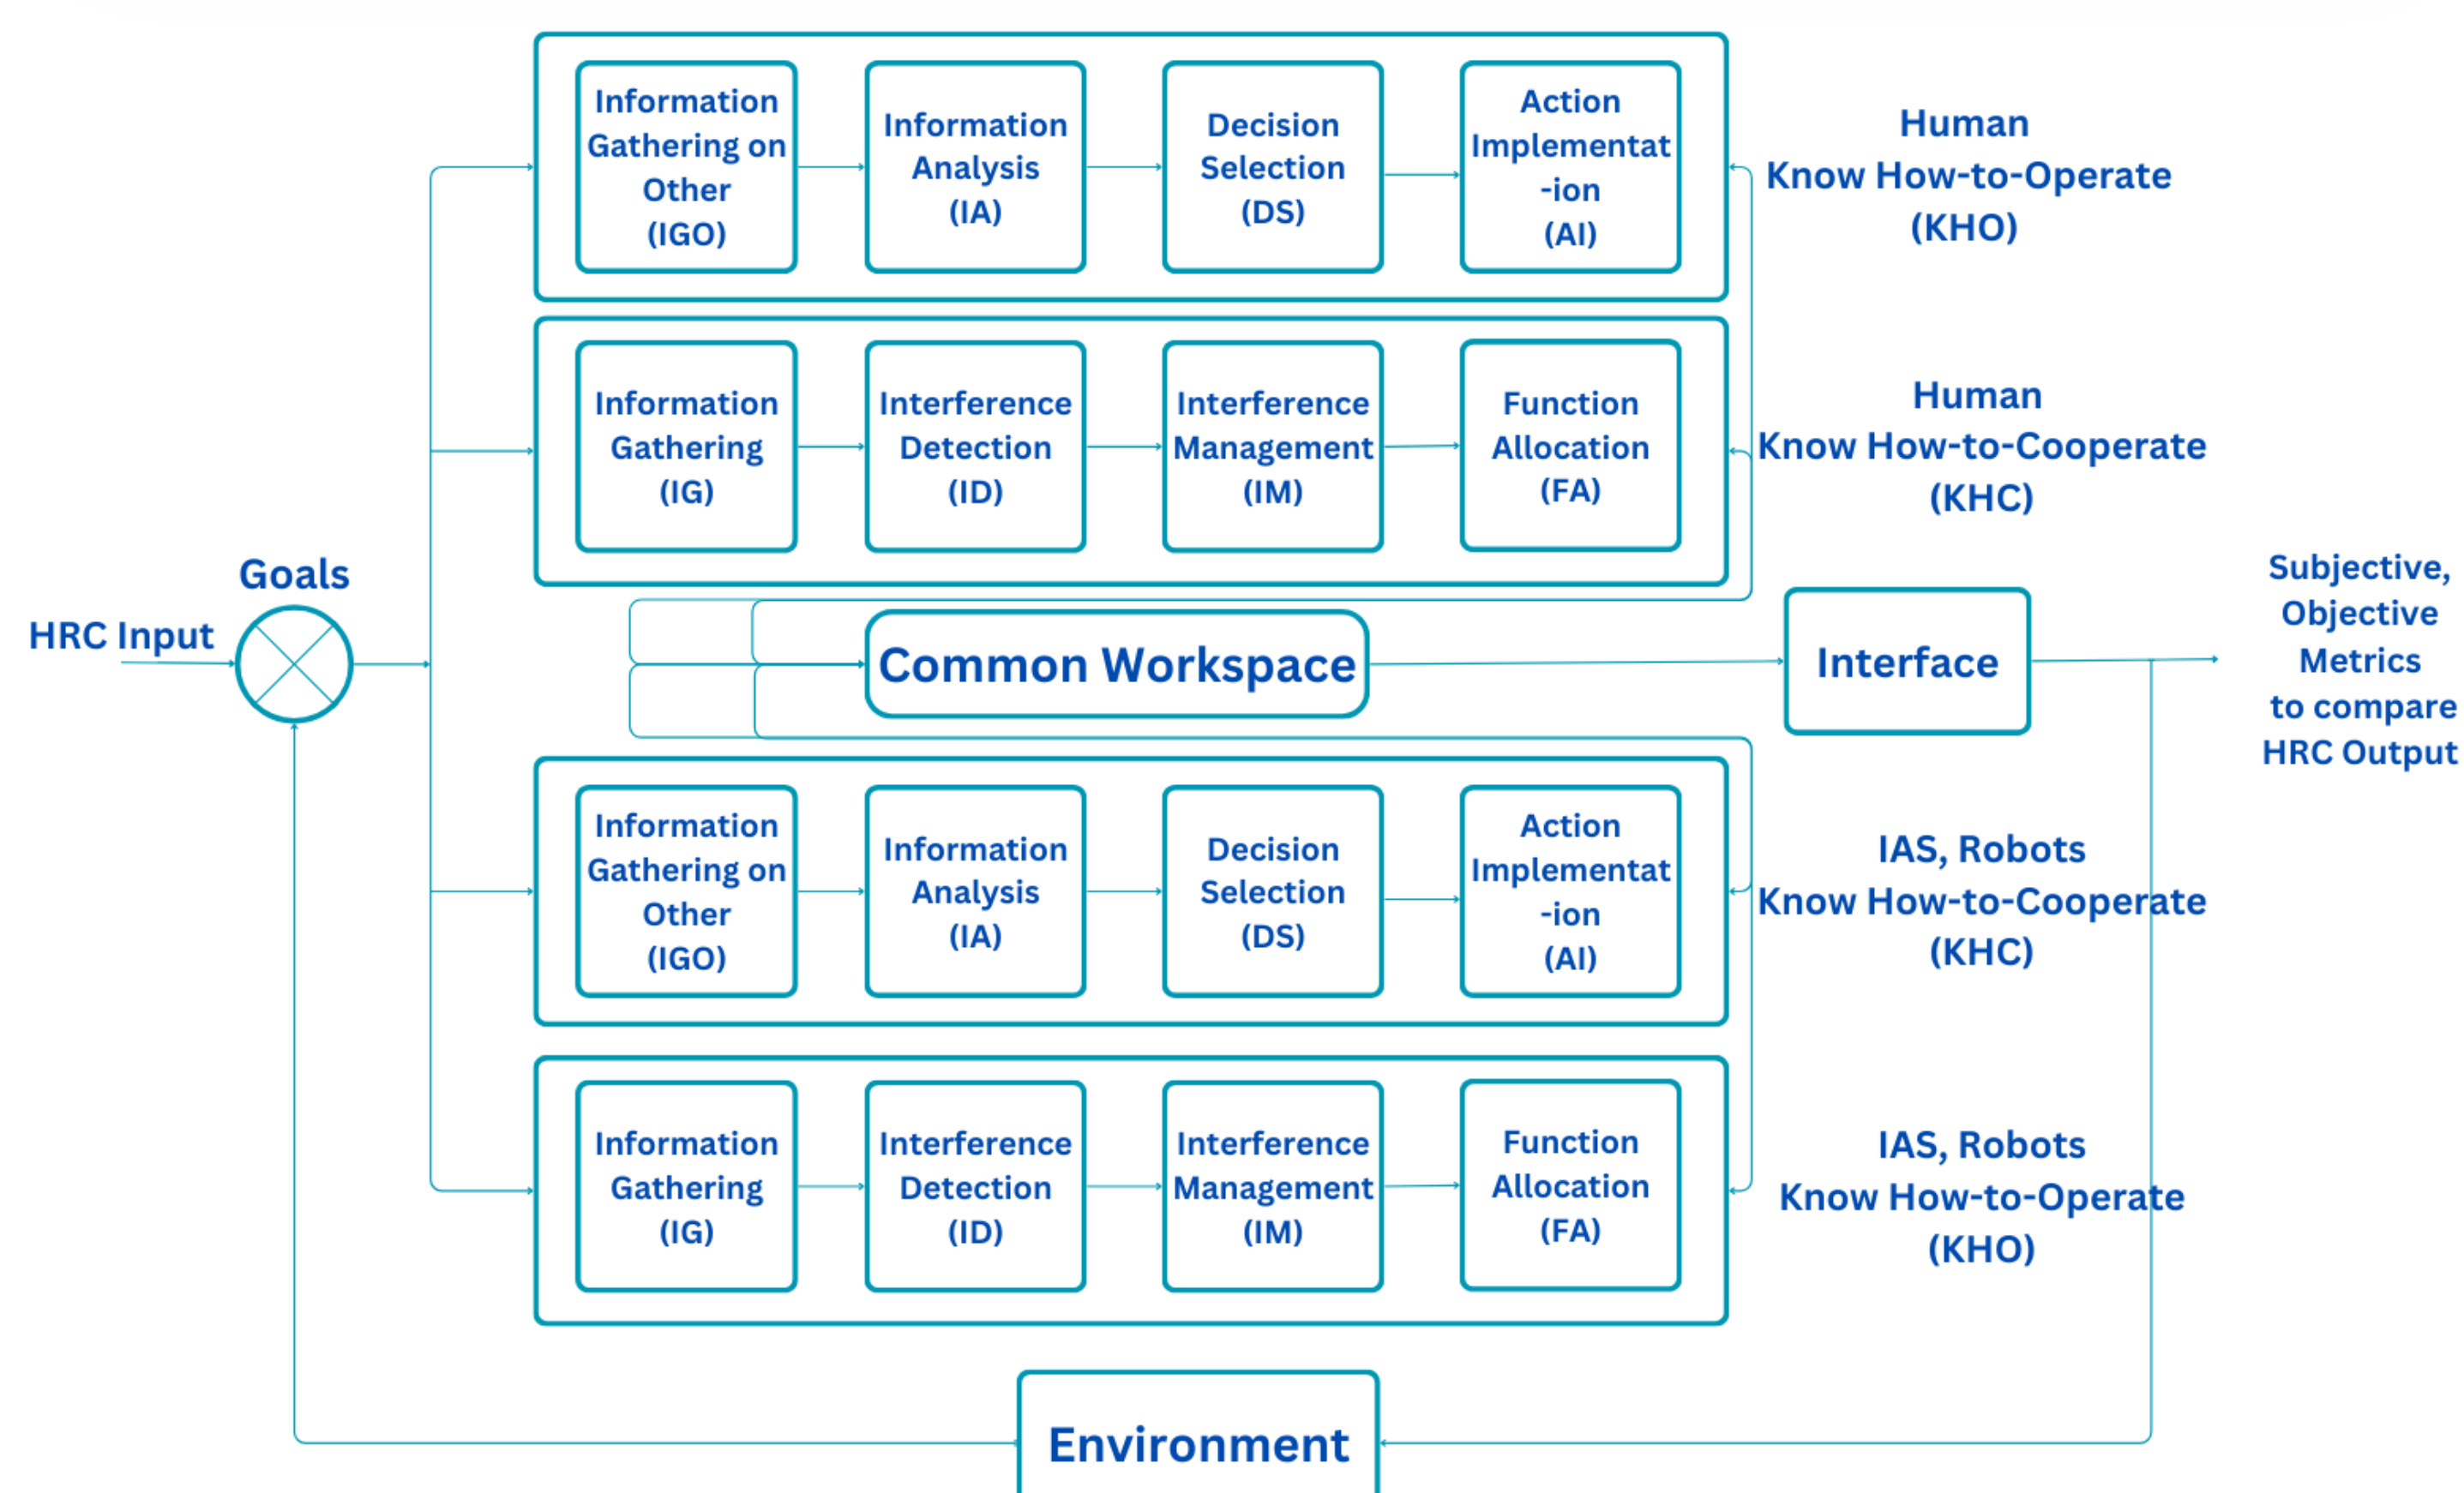 Information
Gathering on
Other
(IGO)
Information
Analysis
(IA)
Decision
Selection
(DS)
Action
Implementat
-ion
(AI)
Human
Know How-to-Operate
(KHO)
Information
Gathering
(IG)
Interference
Detection
(ID)
Interference
Management
(IM)
Function
Allocation
(FA)
Human
Know How-to-Cooperate
(KHC)
Goals
HRC Input
Common Workspace
Interface
Subjective,
Objective
Metrics
to compare
HRC Output
Information
Gathering on
Other
(IGO)
Information
Analysis
(IA)
Decision
Selection
(DS)
Action
Implementat
-ion
(AI)
IAS, Robots
Know How-to-Cooperate
(KHC)
Information
Gathering
(IG)
Interference
Detection
(ID)
Interference
Management
(IM)
Function
Allocation
(FA)
IAS, Robots
Know How-to-Operate
(KHO)
Environment